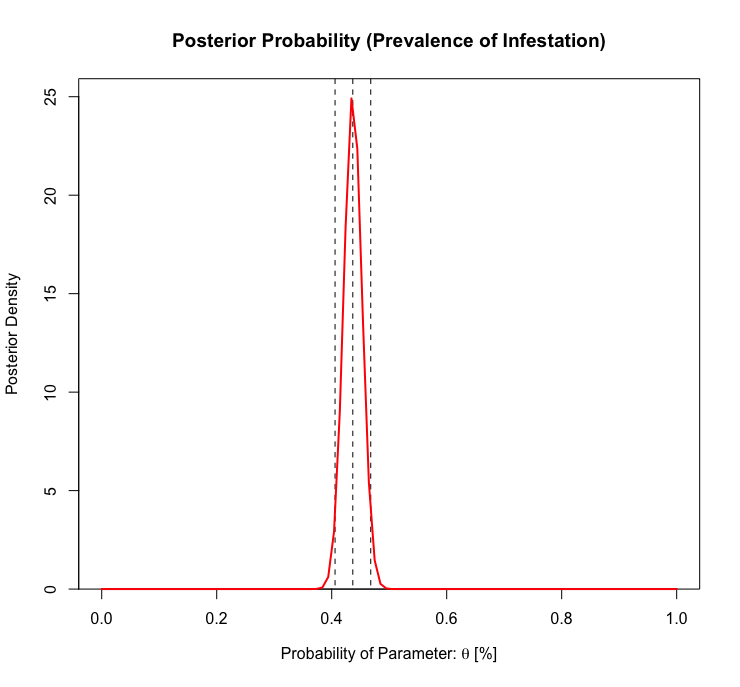 Posterior Probability (Prevalence of Infestation)
25
20
15
10
5
0
Posterior Density
0.0 0.2 0.4 0.6 0.8 1.0
Probability of Parameter: θ [%]